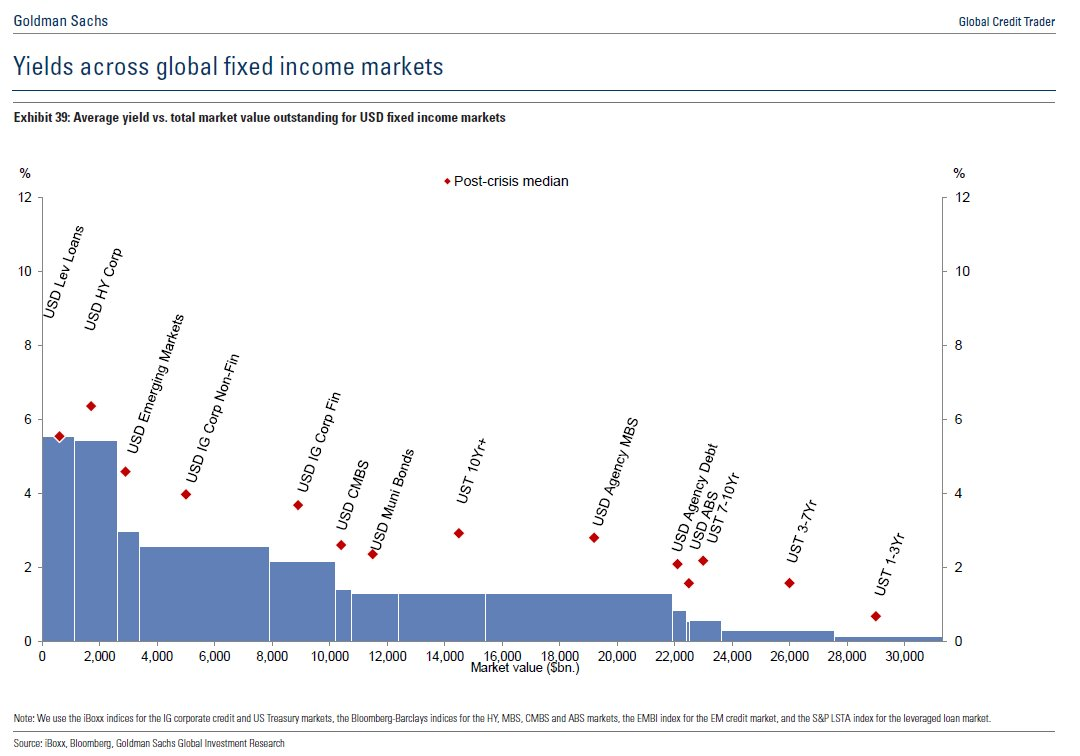 Goldman Sachs
Global Credit Trader
Yields across global fixed income markets
Exhibit 39: Average yield vs. total market value outstanding for USD fixed income markets
%
%
Post-crisis median
12
12
10
10
8
8
6
6
4
4
2
2
0
0
USD Lev Loans
USD HY Corp
USD Emerging Markets
USD IG Corp Non-Fin
USD IG Corp Fin
USD CMBS
USD Muni Bonds
UST 10Yr+
USD Agency MBS
USD Agency Debt
USD ABS
UST 7-10Yr
UST 3-7Yr
UST 1-3Yr
0 2,000 4,000 6,000 8,000 10,000 12,000 14,000 16,000 18,000 20,000 22,000 24,000 26,000 28,000 30,000
Market value ($bn.)
Note: We use the iBoxx indices for the IG corporate credit and US Treasury markets, the Bloomberg-Barclays indices for the HY, MBS, CMBS and ABS markets, the EMBI index for the EM credit market, and the S&P LSTA index for the leveraged loan market.
Source: iBoxx, Bloomberg, Goldman Sachs Global Investment Research